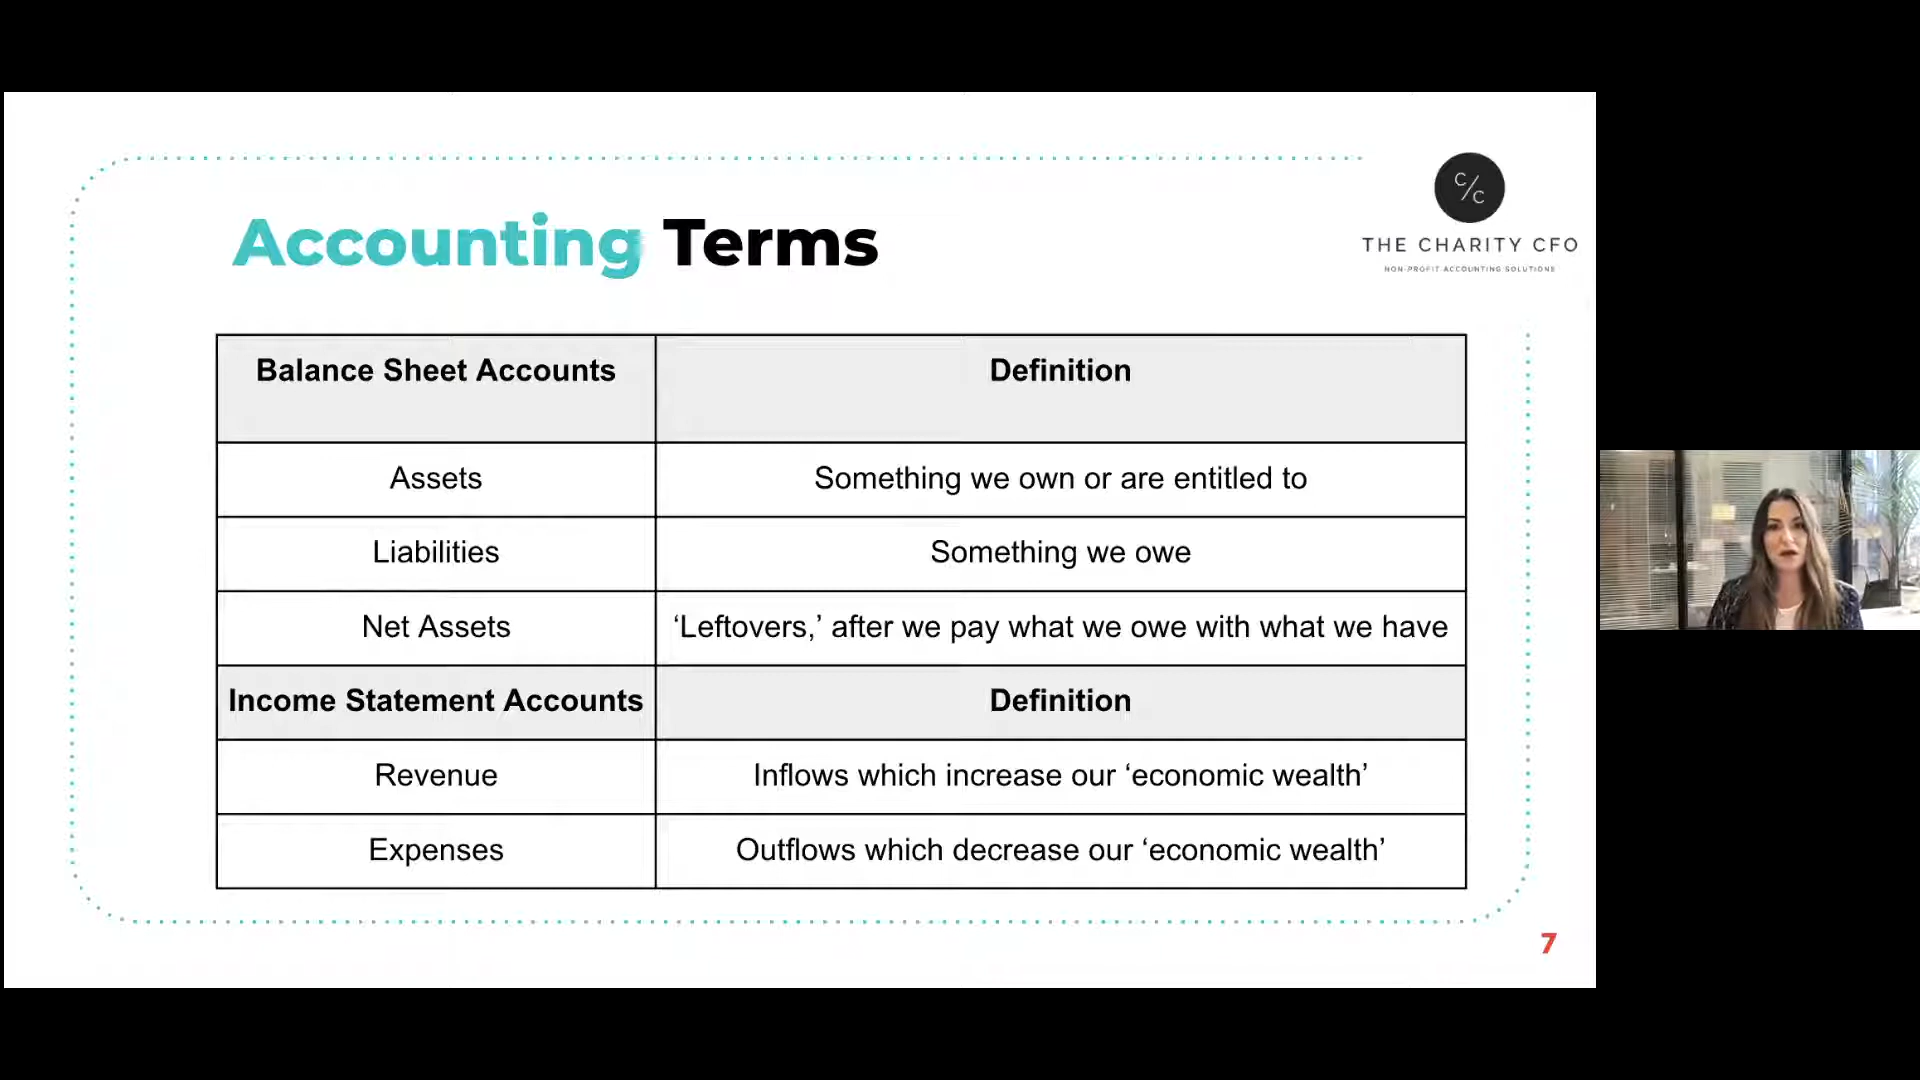 Accounting Terms
C/C
THE CHARITY CFO
NON-PROFIT ACCOUNTING SOLUTIONS
Balance Sheet Accounts Definition
Assets Something we own or are entitled to
Liabilities Something we owe
Net Assets ‘Leftovers,’ after we pay what we owe with what we have
Income Statement Accounts Definition
Revenue Inflows which increase our ‘economic wealth’
Expenses Outflows which decrease our ‘economic wealth’
7